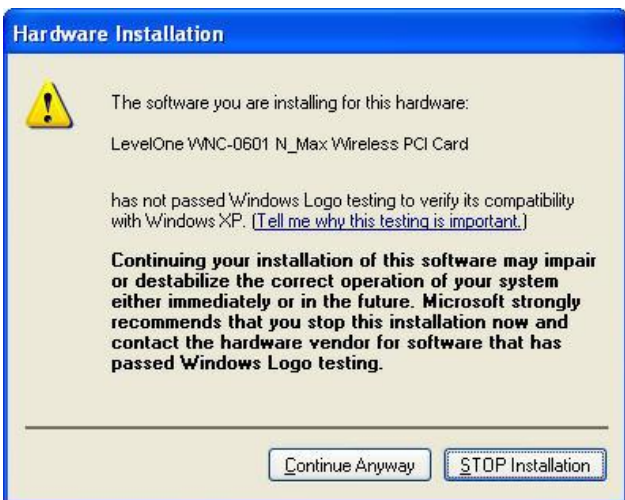 Hardware Installation
The software you are installing for this hardware:
LevelOne WNC-0601 N_Max Wireless PCI Card
has not passed Windows Logo testing to verify its compatibility
with Windows XP. (Tell me why this testing is important.)
Continuing your installation of this software may impair
or destabilize the correct operation of your system
either immediately or in the future. Microsoft strongly
recommends that you stop this installation now and
contact the hardware vendor for software that has
passed Windows Logo testing.
Continue Anyway
STOP Installation